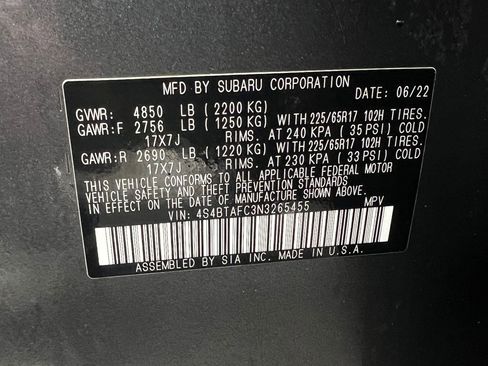 MFD BY SUBARU CORPORATION DATE: 06/22
GVWR: 4850 LB (2200 KG)
GAWR:F 2756 LB (1250 KG) WITH 225/65R17 102H TIRES.
17X7J RIMS. AT 240 KPA (35 PSI) COLD
GAWR:R 2690 LB (1220 KG) WITH 225/65R17 102H TIRES.
17X7J RIMS. AT 230 KPA (33 PSI) COLD
THIS VEHICLE CONFORMS TO ALL APPLICABLE FEDERAL MOTOR
VEHICLE SAFETY, BUMPER, AND THEFT PREVENTION STANDARDS
IN EFFECT ON THE DATE OF MANUFACTURE SHOWN ABOVE.
VIN: 4S4BTAFC3N3265455 MPV
ASSEMBLED BY SIA INC. MADE IN U.S.A.